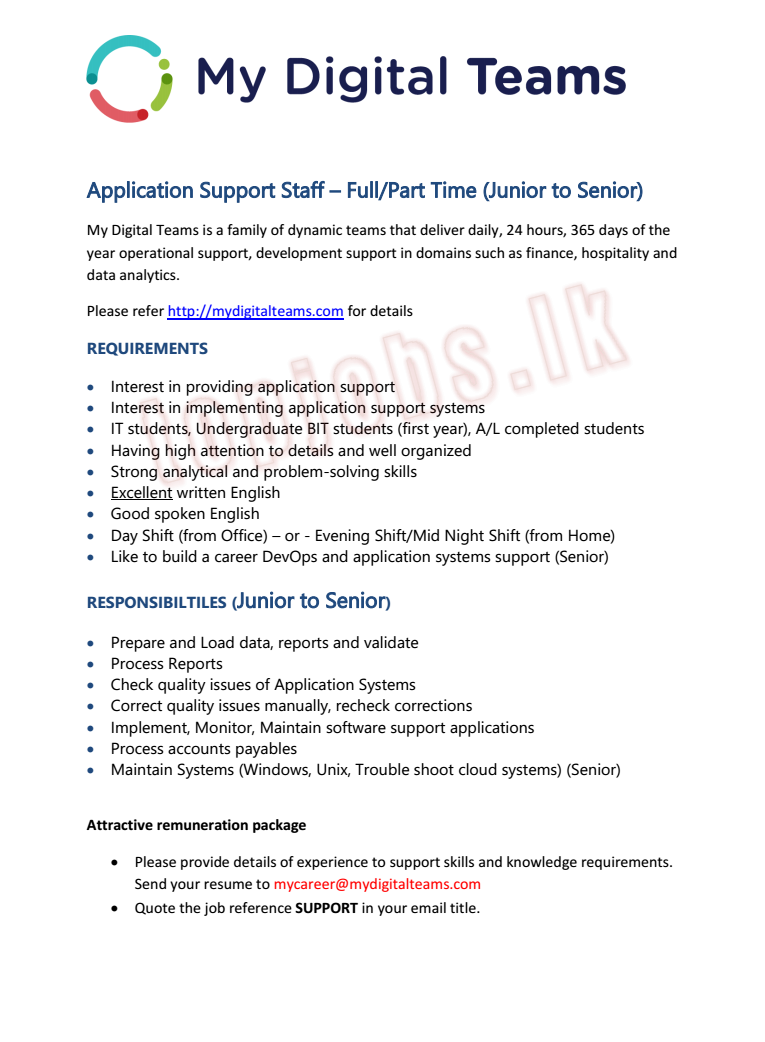 My Digital Teams
Application Support Staff – Full/Part Time (Junior to Senior)
My Digital Teams is a family of dynamic teams that deliver daily, 24 hours, 365 days of the
year operational support, development support in domains such as finance, hospitality and
data analytics.
Please refer http://mydigitalteams.com for details
REQUIREMENTS
• Interest in providing application support
• Interest in implementing application support systems
• IT students, Undergraduate BIT students (first year), A/L completed students
• Having high attention to details and well organized
• Strong analytical and problem-solving skills
• Excellent written English
• Good spoken English
• Day Shift (from Office) – or - Evening Shift/Mid Night Shift (from Home)
• Like to build a career DevOps and application systems support (Senior)
RESPONSIBILTILES (Junior to Senior)
• Prepare and Load data, reports and validate
• Process Reports
• Check quality issues of Application Systems
• Correct quality issues manually, recheck corrections
• Implement, Monitor, Maintain software support applications
• Process accounts payables
• Maintain Systems (Windows, Unix, Trouble shoot cloud systems) (Senior)
Attractive remuneration package
• Please provide details of experience to support skills and knowledge requirements.
Send your resume to mycareer@mydigitalteams.com
• Quote the job reference SUPPORT in your email title.
topjobs.lk